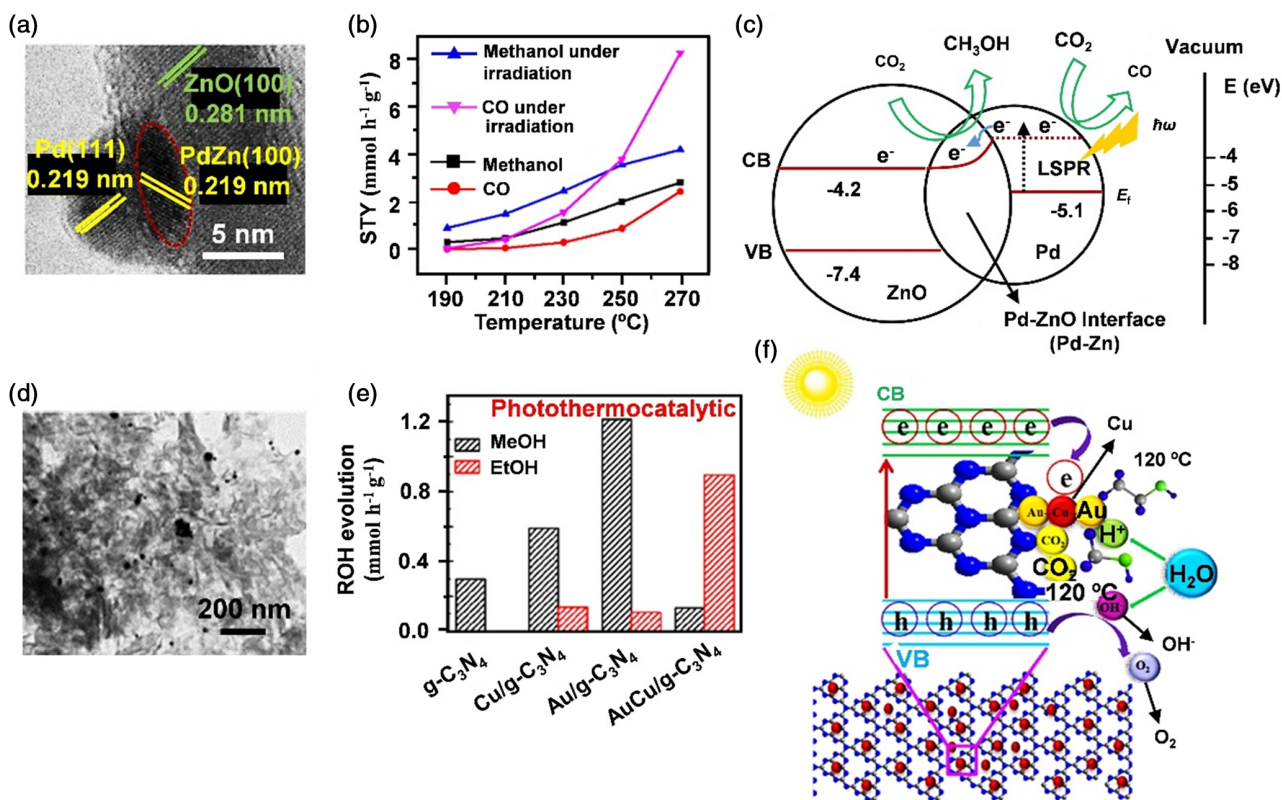 (a)
ZnO(100)
0.281 nm
Pd(111)
0.219 nm
PdZn(100)
0.219 nm
5 nm
(b)
STY (mmol h⁻¹ g⁻¹)
8
6
4
2
0
Methanol under
irradiation
CO under
irradiation
Methanol
CO
190 210 230 250 270
Temperature (ºC)
(c)
CO₂
CH₃OH
CO₂
CO
Vacuum
E (eV)
ħω
e⁻ e⁻
CB
e⁻ e⁻
LSPR
-4.2
-5.1
E_f
VB
-7.4
ZnO
Pd
-4
-5
-6
-7
-8
Pd-ZnO Interface
(Pd-Zn)
(d)
200 nm
(e)
ROH evolution
(mmol h⁻¹ g⁻¹)
1.2
0.8
0.4
0.0
Photothermocatalytic
MeOH
EtOH
g-C₃N₄
Cu/g-C₃N₄
Au/g-C₃N₄
AuCu/g-C₃N₄
(f)
CB
e e e e
Cu
e
120 ºC
Au Cu Au
H⁺
CO₂
CO₂
120 ºC
H₂O
OH
h h h h
VB
OH⁻
O₂
O₂